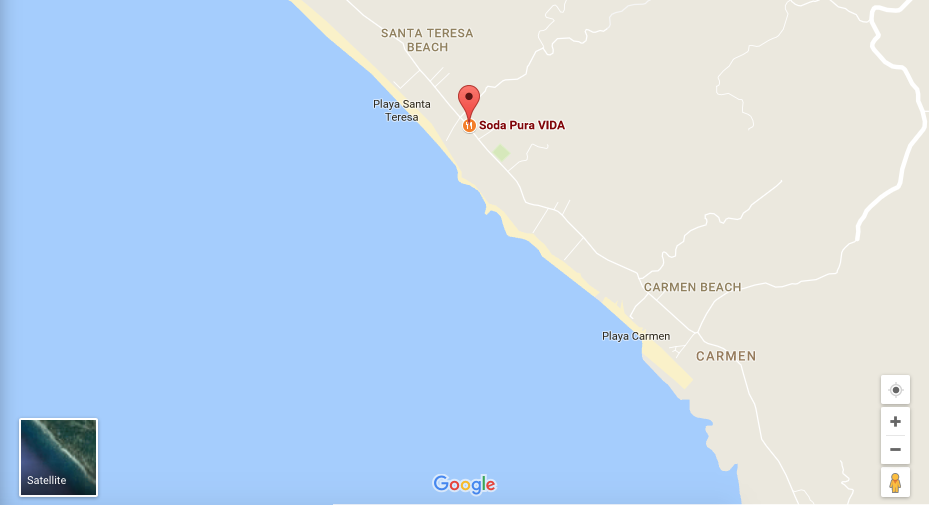 SANTA TERESA
BEACH
Playa Santa
Teresa
Soda Pura VIDA
CARMEN BEACH
Playa Carmen
CARMEN
Satellite
Google